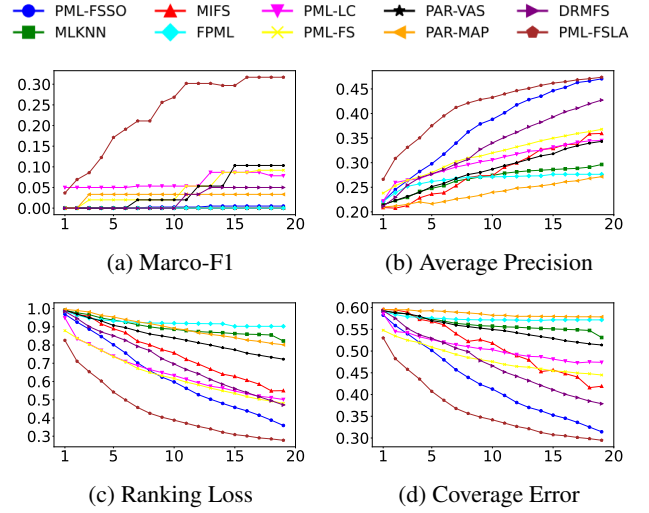 PML-FSSO MIFS PML-LC PAR-VAS DRMFS
MLKNN FPML PML-FS PAR-MAP PML-FSLA
0.30
0.25
0.20
0.15
0.10
0.05
0.00
1 5 10 15 20
(a) Marco-F1
0.45
0.40
0.35
0.30
0.25
0.20
1 5 10 15 20
(b) Average Precision
1.0
0.9
0.8
0.7
0.6
0.5
0.4
0.3
1 5 10 15 20
(c) Ranking Loss
0.60
0.55
0.50
0.45
0.40
0.35
0.30
1 5 10 15 20
(d) Coverage Error